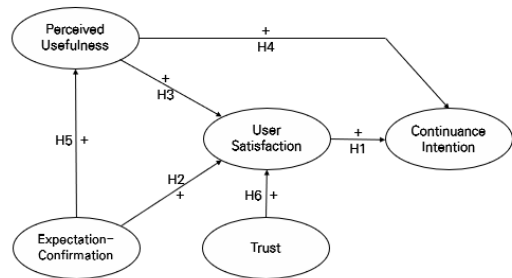 Perceived
Usefulness
+
H4
+
H3
H5 +
User
Satisfaction
+
H1
Continuance
Intention
H2
+
H6 +
Expectation-
Confirmation
Trust